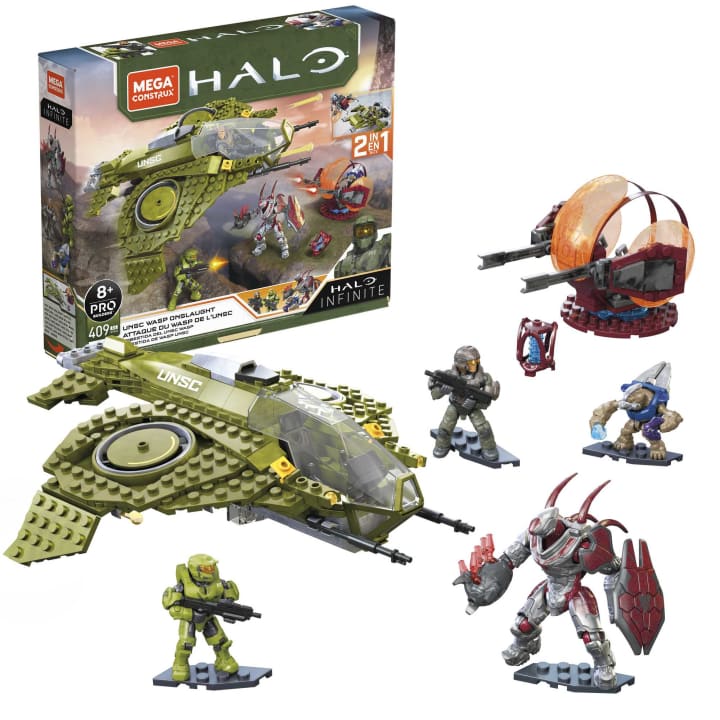 MEGA
CONSTRUX
HALO
HALO
INFINITE
2 IN 1
EN
UNSC
8+
PRO
BUILDERS
409
UNSC WASP ONSLAUGHT
ATTAQUE DU WASP DE L'UNSC
HALO
INFINITE
UNSC